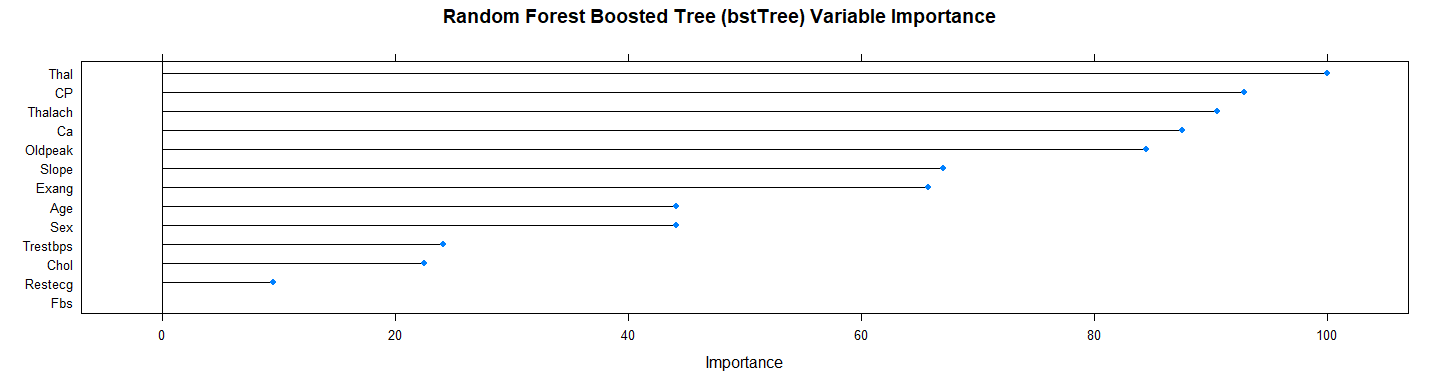 Random Forest Boosted Tree (bstTree) Variable Importance
Thal
CP
Thalach
Ca
Oldpeak
Slope
Exang
Age
Sex
Trestbps
Chol
Restecg
Fbs
0 20 40 60 80 100
Importance